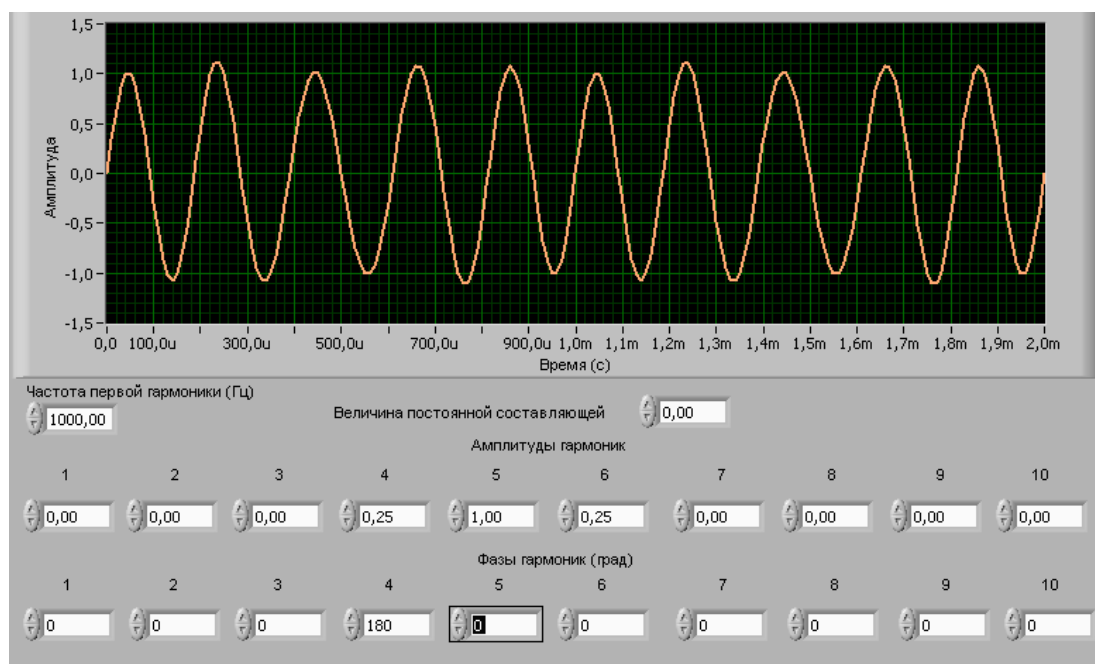 1,5
1,0
0,5
0,0
-0,5
-1,0
-1,5
Амплитуда
0,0 100,0u 300,0u 500,0u 700,0u 900,0u 1,0m 1,1m 1,2m 1,3m 1,4m 1,5m 1,6m 1,7m 1,8m 1,9m 2,0m
Время (с)
Частота первой гармоники (Гц)
1000,00
Величина постоянной составляющей 0,00
Амплитуды гармоник
1 2 3 4 5 6 7 8 9 10
0,00 0,00 0,00 0,25 1,00 0,25 0,00 0,00 0,00 0,00
Фазы гармоник (град)
1 2 3 4 5 6 7 8 9 10
0 0 0 180 0 0 0 0 0 0